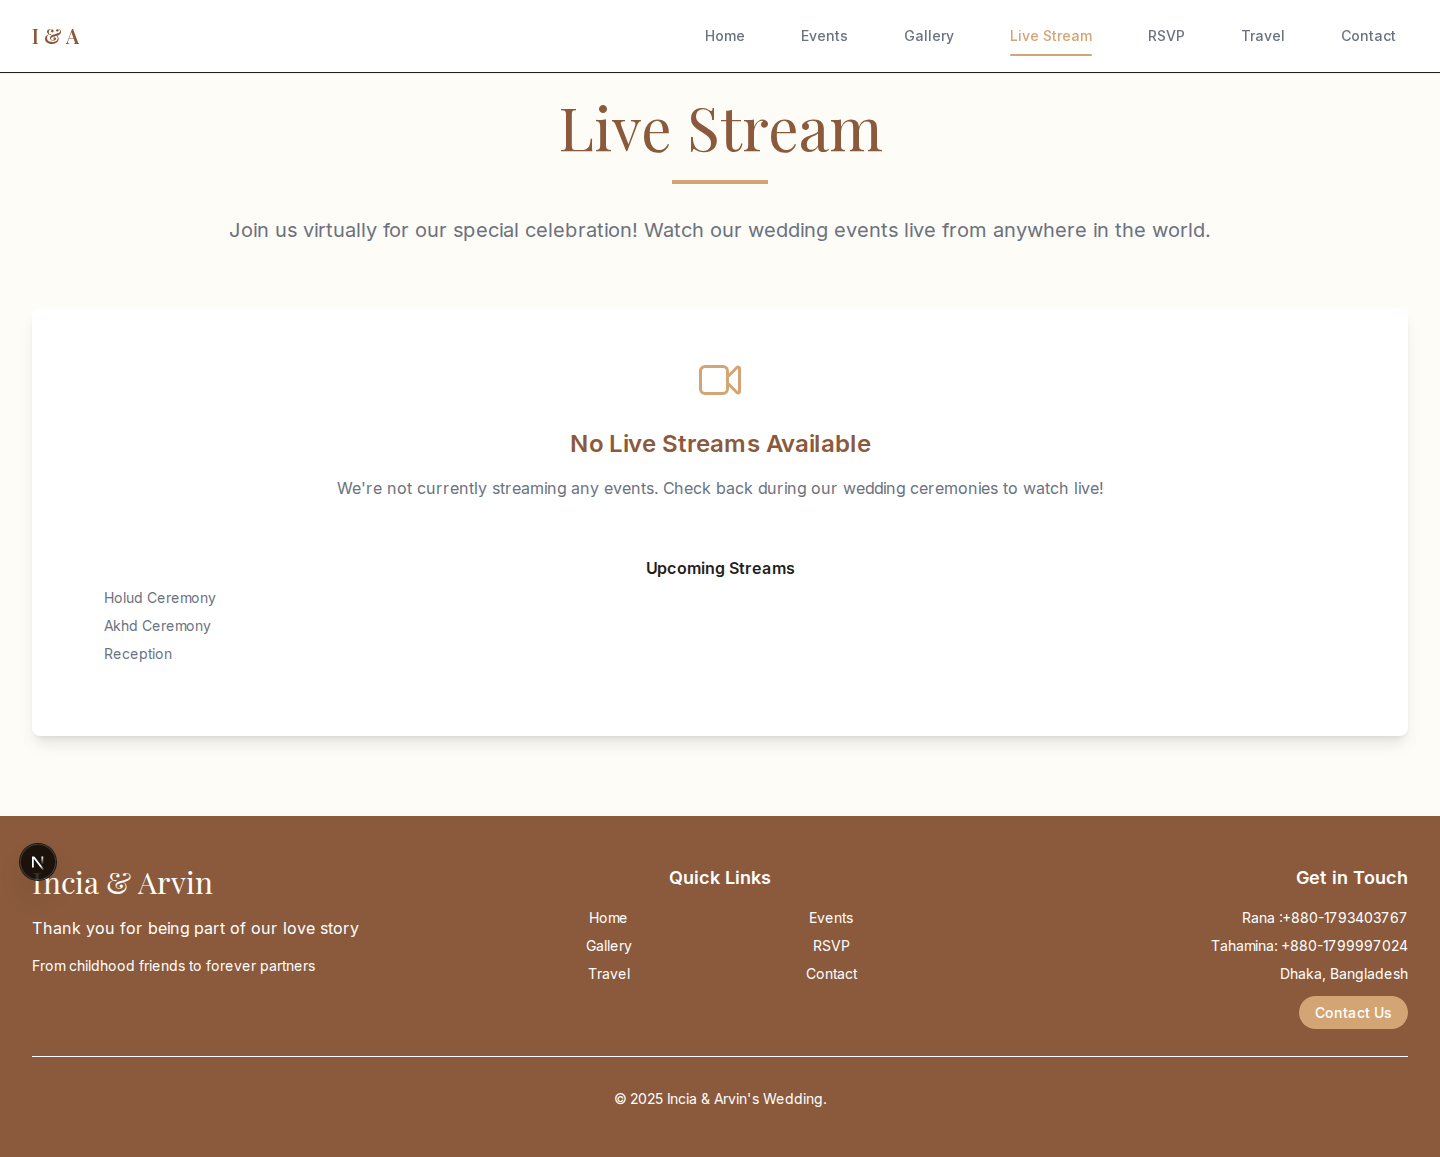 I & A
Home Events Gallery Live Stream RSVP Travel Contact
Live Stream
Join us virtually for our special celebration! Watch our wedding events live from anywhere in the world.
No Live Streams Available
We're not currently streaming any events. Check back during our wedding ceremonies to watch live!
Upcoming Streams
Holud Ceremony
Akhd Ceremony
Reception
N
Incia & Arvin
Thank you for being part of our love story
From childhood friends to forever partners
Quick Links
Home Events
Gallery RSVP
Travel Contact
Get in Touch
Rana :+880-1793403767
Tahamina: +880-1799997024
Dhaka, Bangladesh
Contact Us
© 2025 Incia & Arvin's Wedding.